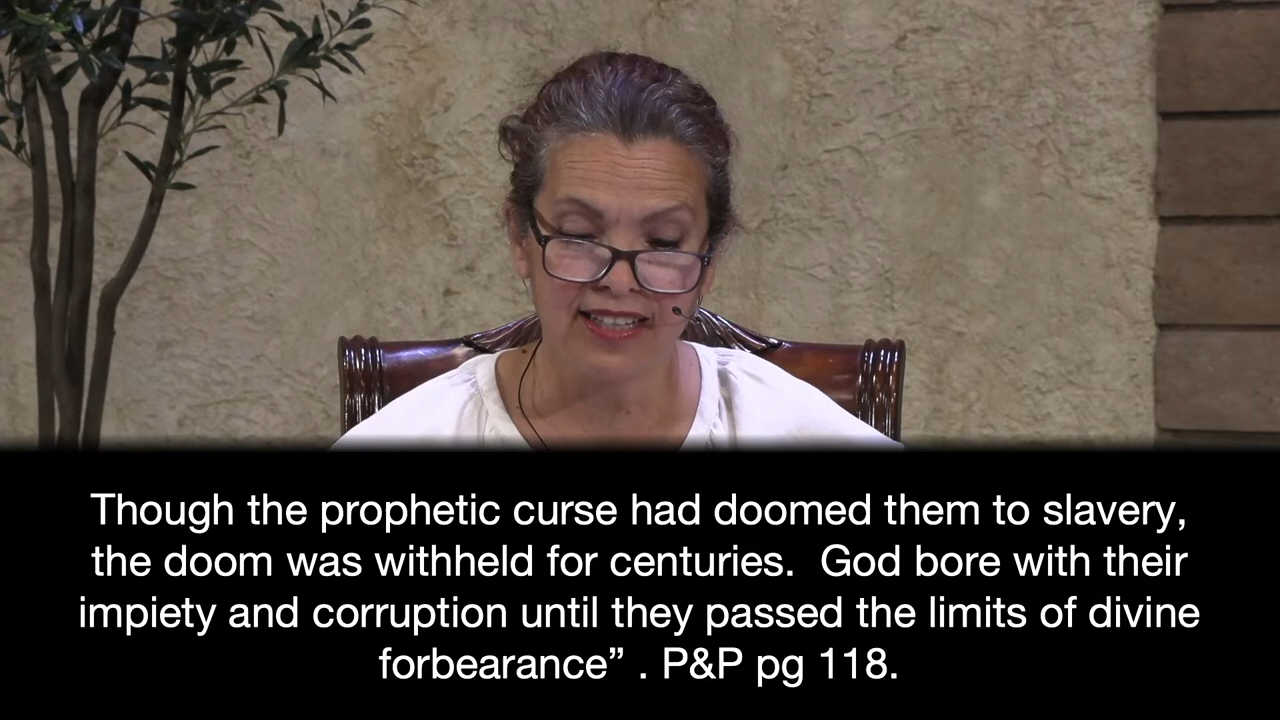 Though the prophetic curse had doomed them to slavery,
the doom was withheld for centuries.  God bore with their
impiety and corruption until they passed the limits of divine
forbearance” . P&P pg 118.